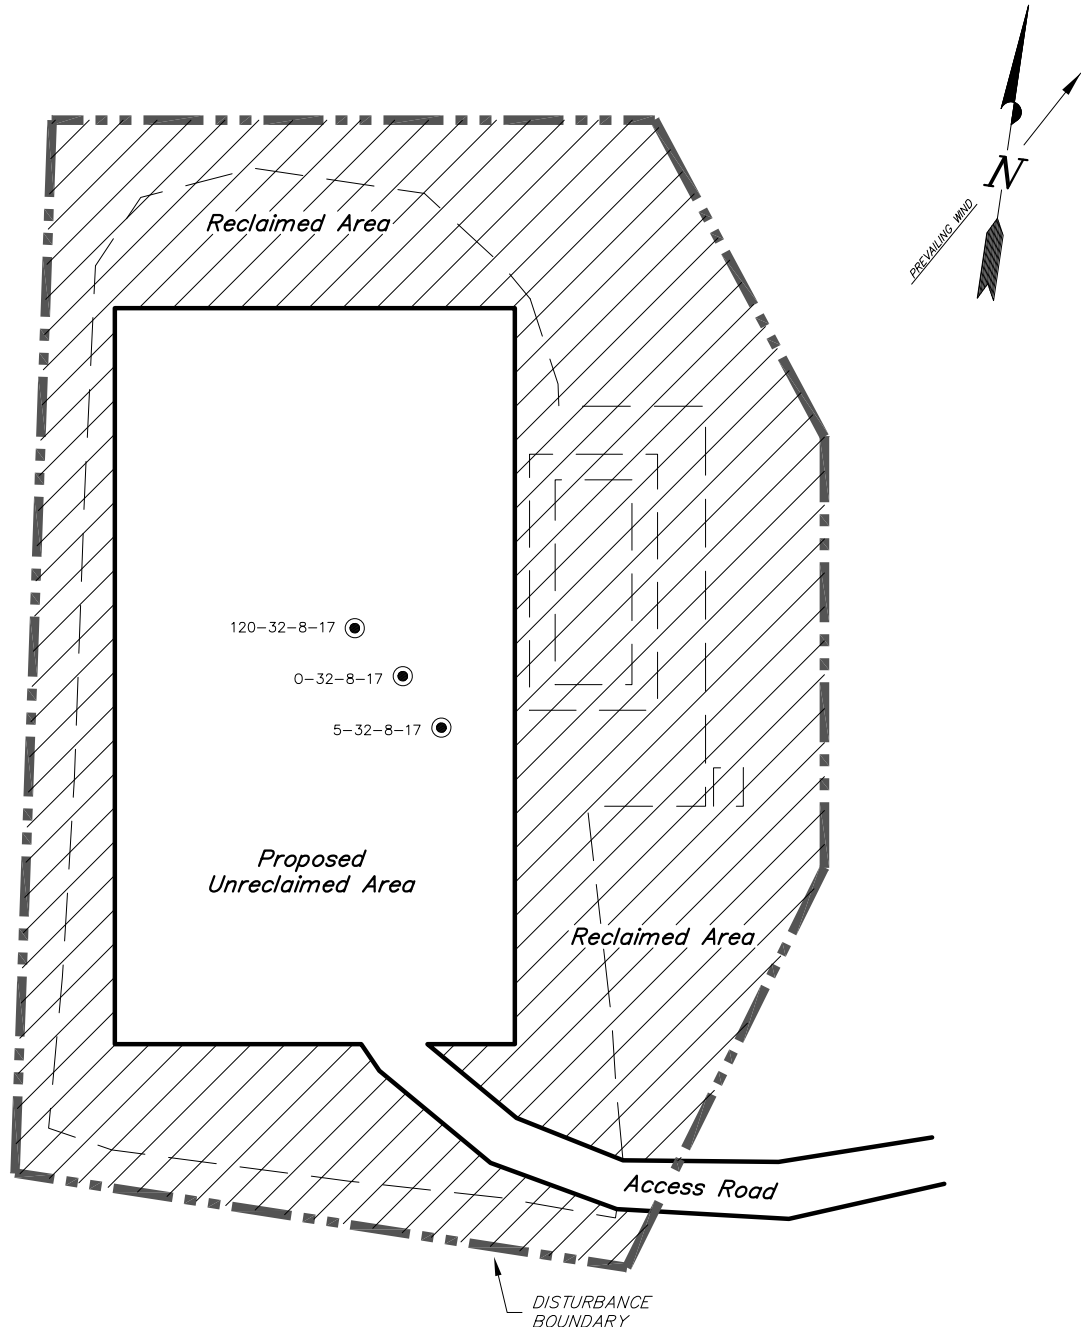 N
PREVAILING WIND
Reclaimed Area
120-32-8-17
O-32-8-17
5-32-8-17
Proposed
Unreclaimed Area
Reclaimed Area
Access Road
DISTURBANCE
BOUNDARY